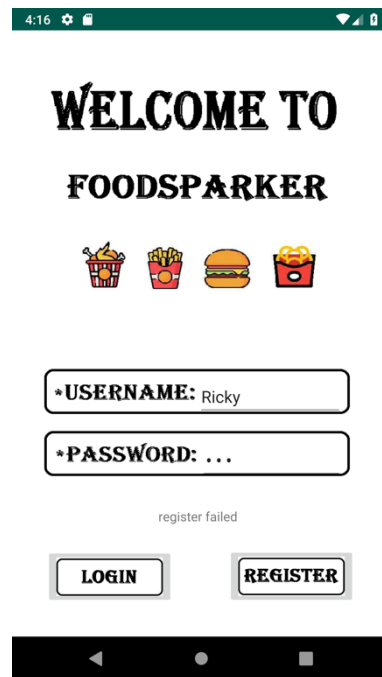 4:16
WELCOME TO
FOODSPARKER
*USERNAME: Ricky
*PASSWORD: ...
register failed
LOGIN REGISTER